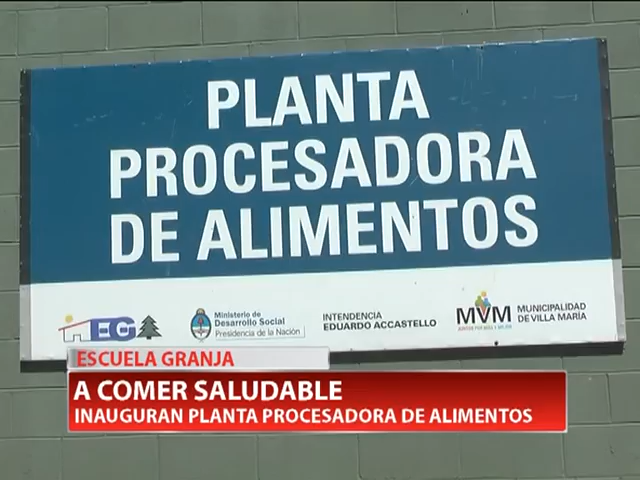 PLANTA
PROCESADORA
DE ALIMENTOS
EG
Ministerio de
Desarrollo Social
Presidencia de la Nación
INTENDENCIA
EDUARDO ACCASTELLO
MVM
MUNICIPALIDAD
DE VILLA MARÍA
ESCUELA GRANJA
A COMER SALUDABLE
INAUGURAN PLANTA PROCESADORA DE ALIMENTOS